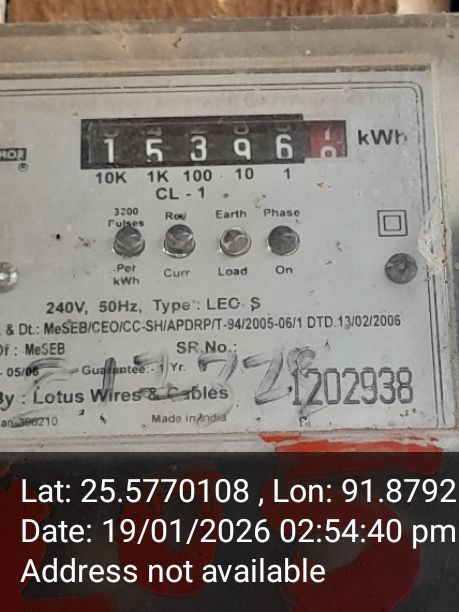 kWh
1 5 3 9 6
10K 1K 100 10 1
CL - 1
3200 Pulses Rev Earth Phase
Per kWh Curr Load On
240V, 50Hz, Type : LEC S
& Dt.: MeSEB/CEO/CC-SH/APDRP/T-94/2005-06/1 DTD.13/02/2006
Of : MeSEB SR.No.:
- 05/06 Guarantee:- 1 Yr.
By : Lotus Wires & Cables 1202938
Made in India
Lat: 25.5770108 , Lon: 91.8792
Date: 19/01/2026 02:54:40 pm
Address not available